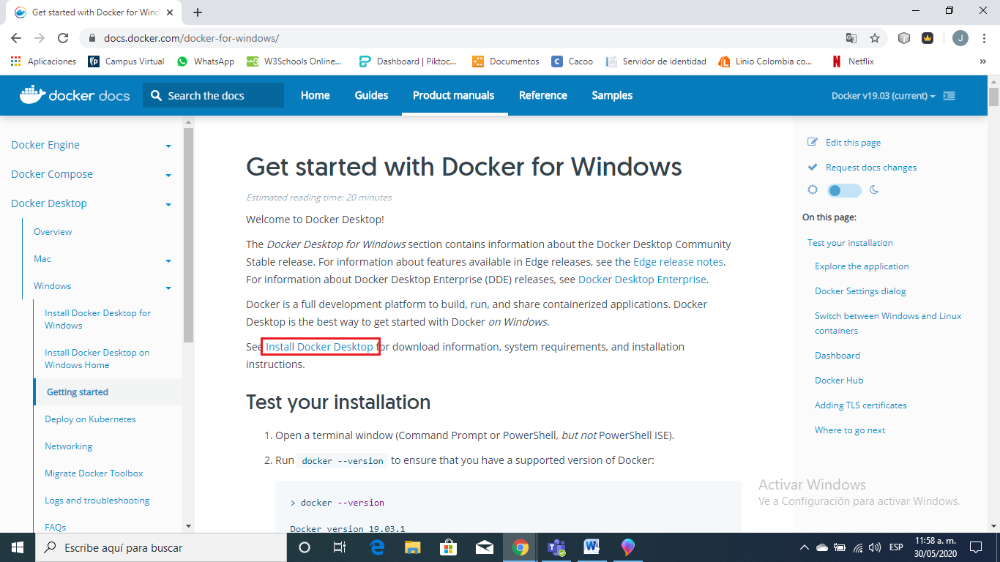 Get started with Docker for Wind
docs.docker.com/docker-for-windows/
J
Aplicaciones
Campus Virtual
WhatsApp
W3Schools Online...
Dashboard | Piktoc...
Documentos
Cacoo
Servidor de identidad
Linio Colombia co...
Netflix
»
docker docs
Search the docs
Home
Guides
Product manuals
Reference
Samples
Docker v19.03 (current)
Docker Engine
Docker Compose
Docker Desktop
Overview
Mac
Windows
Install Docker Desktop for
Windows
Install Docker Desktop on
Windows Home
Getting started
Deploy on Kubernetes
Networking
Migrate Docker Toolbox
Logs and troubleshooting
FAQs
Get started with Docker for Windows
Estimated reading time: 20 minutes
Welcome to Docker Desktop!
The Docker Desktop for Windows section contains information about the Docker Desktop Community
Stable release. For information about features available in Edge releases, see the Edge release notes.
For information about Docker Desktop Enterprise (DDE) releases, see Docker Desktop Enterprise.
Docker is a full development platform to build, run, and share containerized applications. Docker
Desktop is the best way to get started with Docker on Windows.
See Install Docker Desktop for download information, system requirements, and installation
instructions.
Test your installation
1. Open a terminal window (Command Prompt or PowerShell, but not PowerShell ISE).
2. Run docker --version to ensure that you have a supported version of Docker:
> docker --version
Docker version 19.03.1
Edit this page
Request docs changes
On this page:
Test your installation
Explore the application
Docker Settings dialog
Switch between Windows and Linux
containers
Dashboard
Docker Hub
Adding TLS certificates
Where to go next
Activar Windows
Ve a Configuración para activar Windows.
Escribe aquí para buscar
ESP
11:58 a. m.
30/05/2020